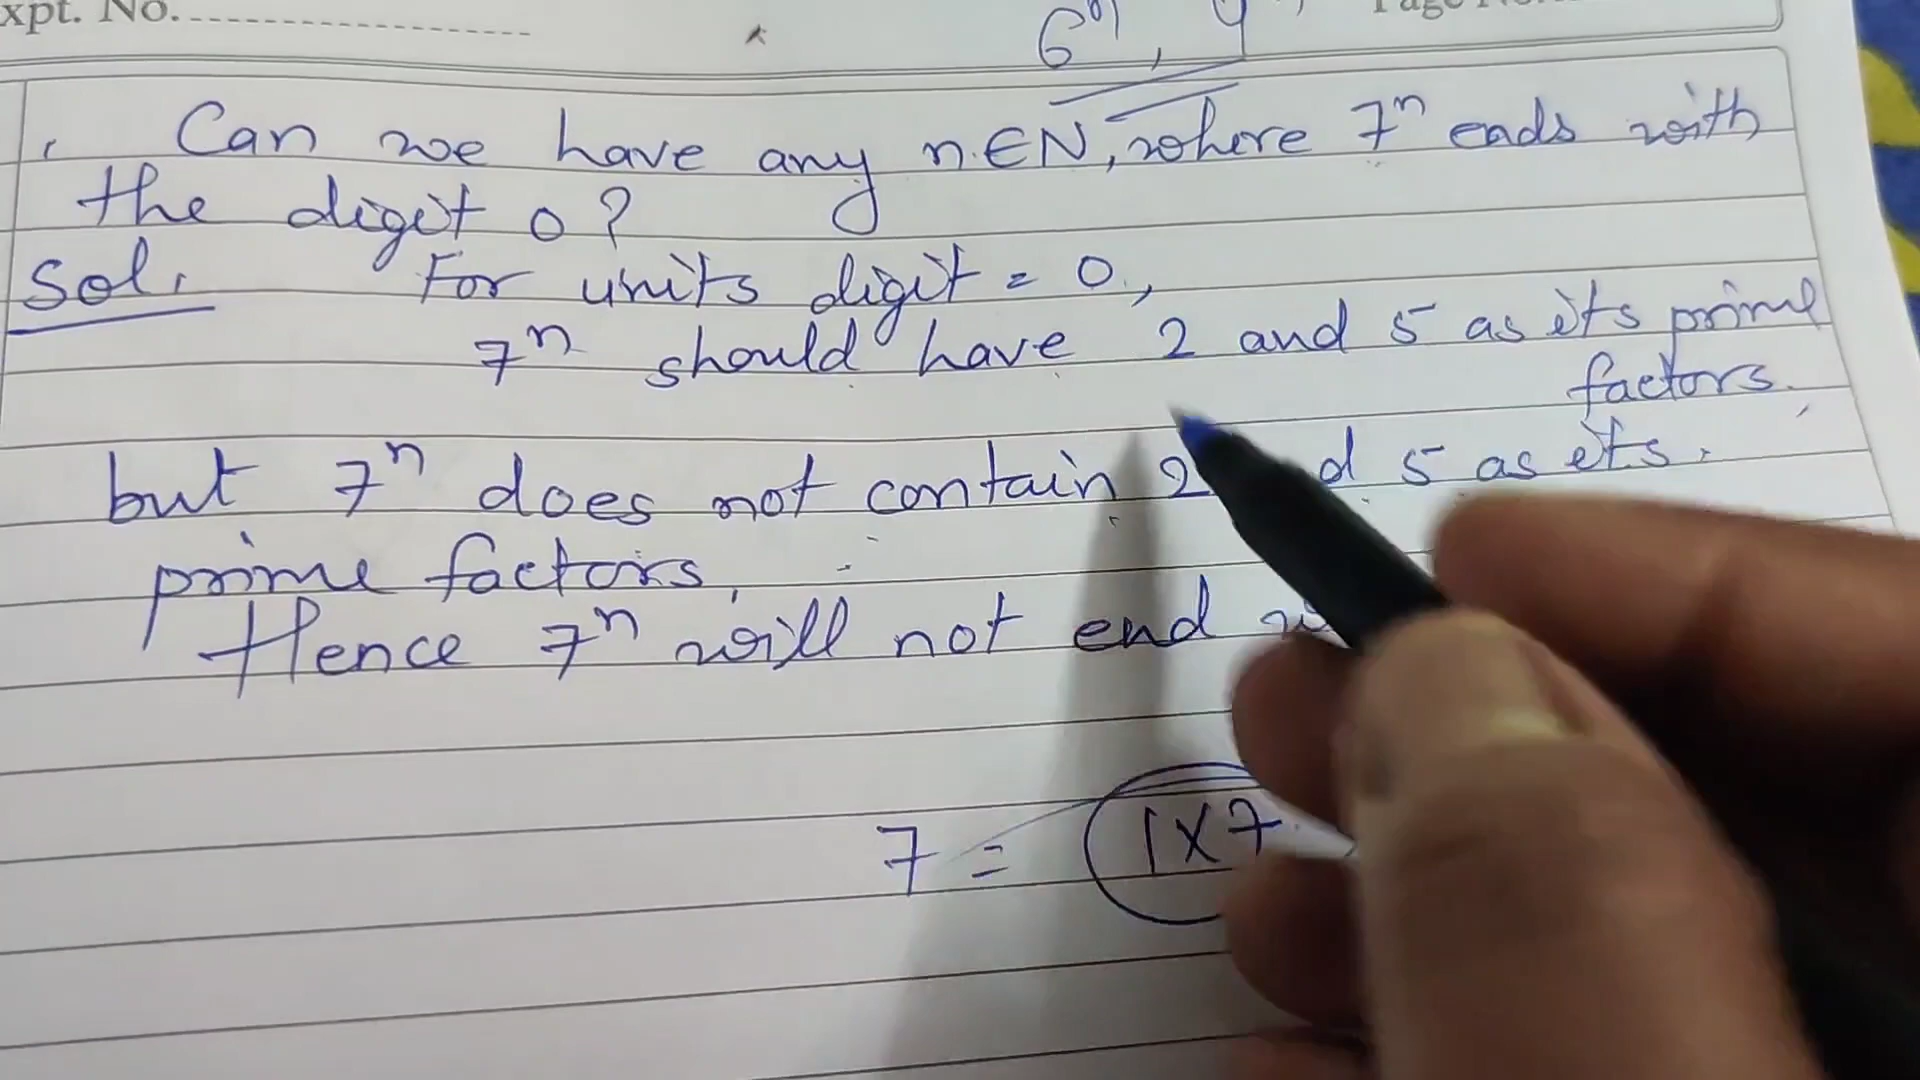 xpt. No.
6ⁿ,
Can we have any n ∈ N, where 7ⁿ ends with
the digit 0?
Sol. For units digit = 0,
7ⁿ should have 2 and 5 as its prime
factors.
but 7ⁿ does not contain 2 d 5 as its
prime factors.
Hence 7ⁿ will not end
7 = 1×7